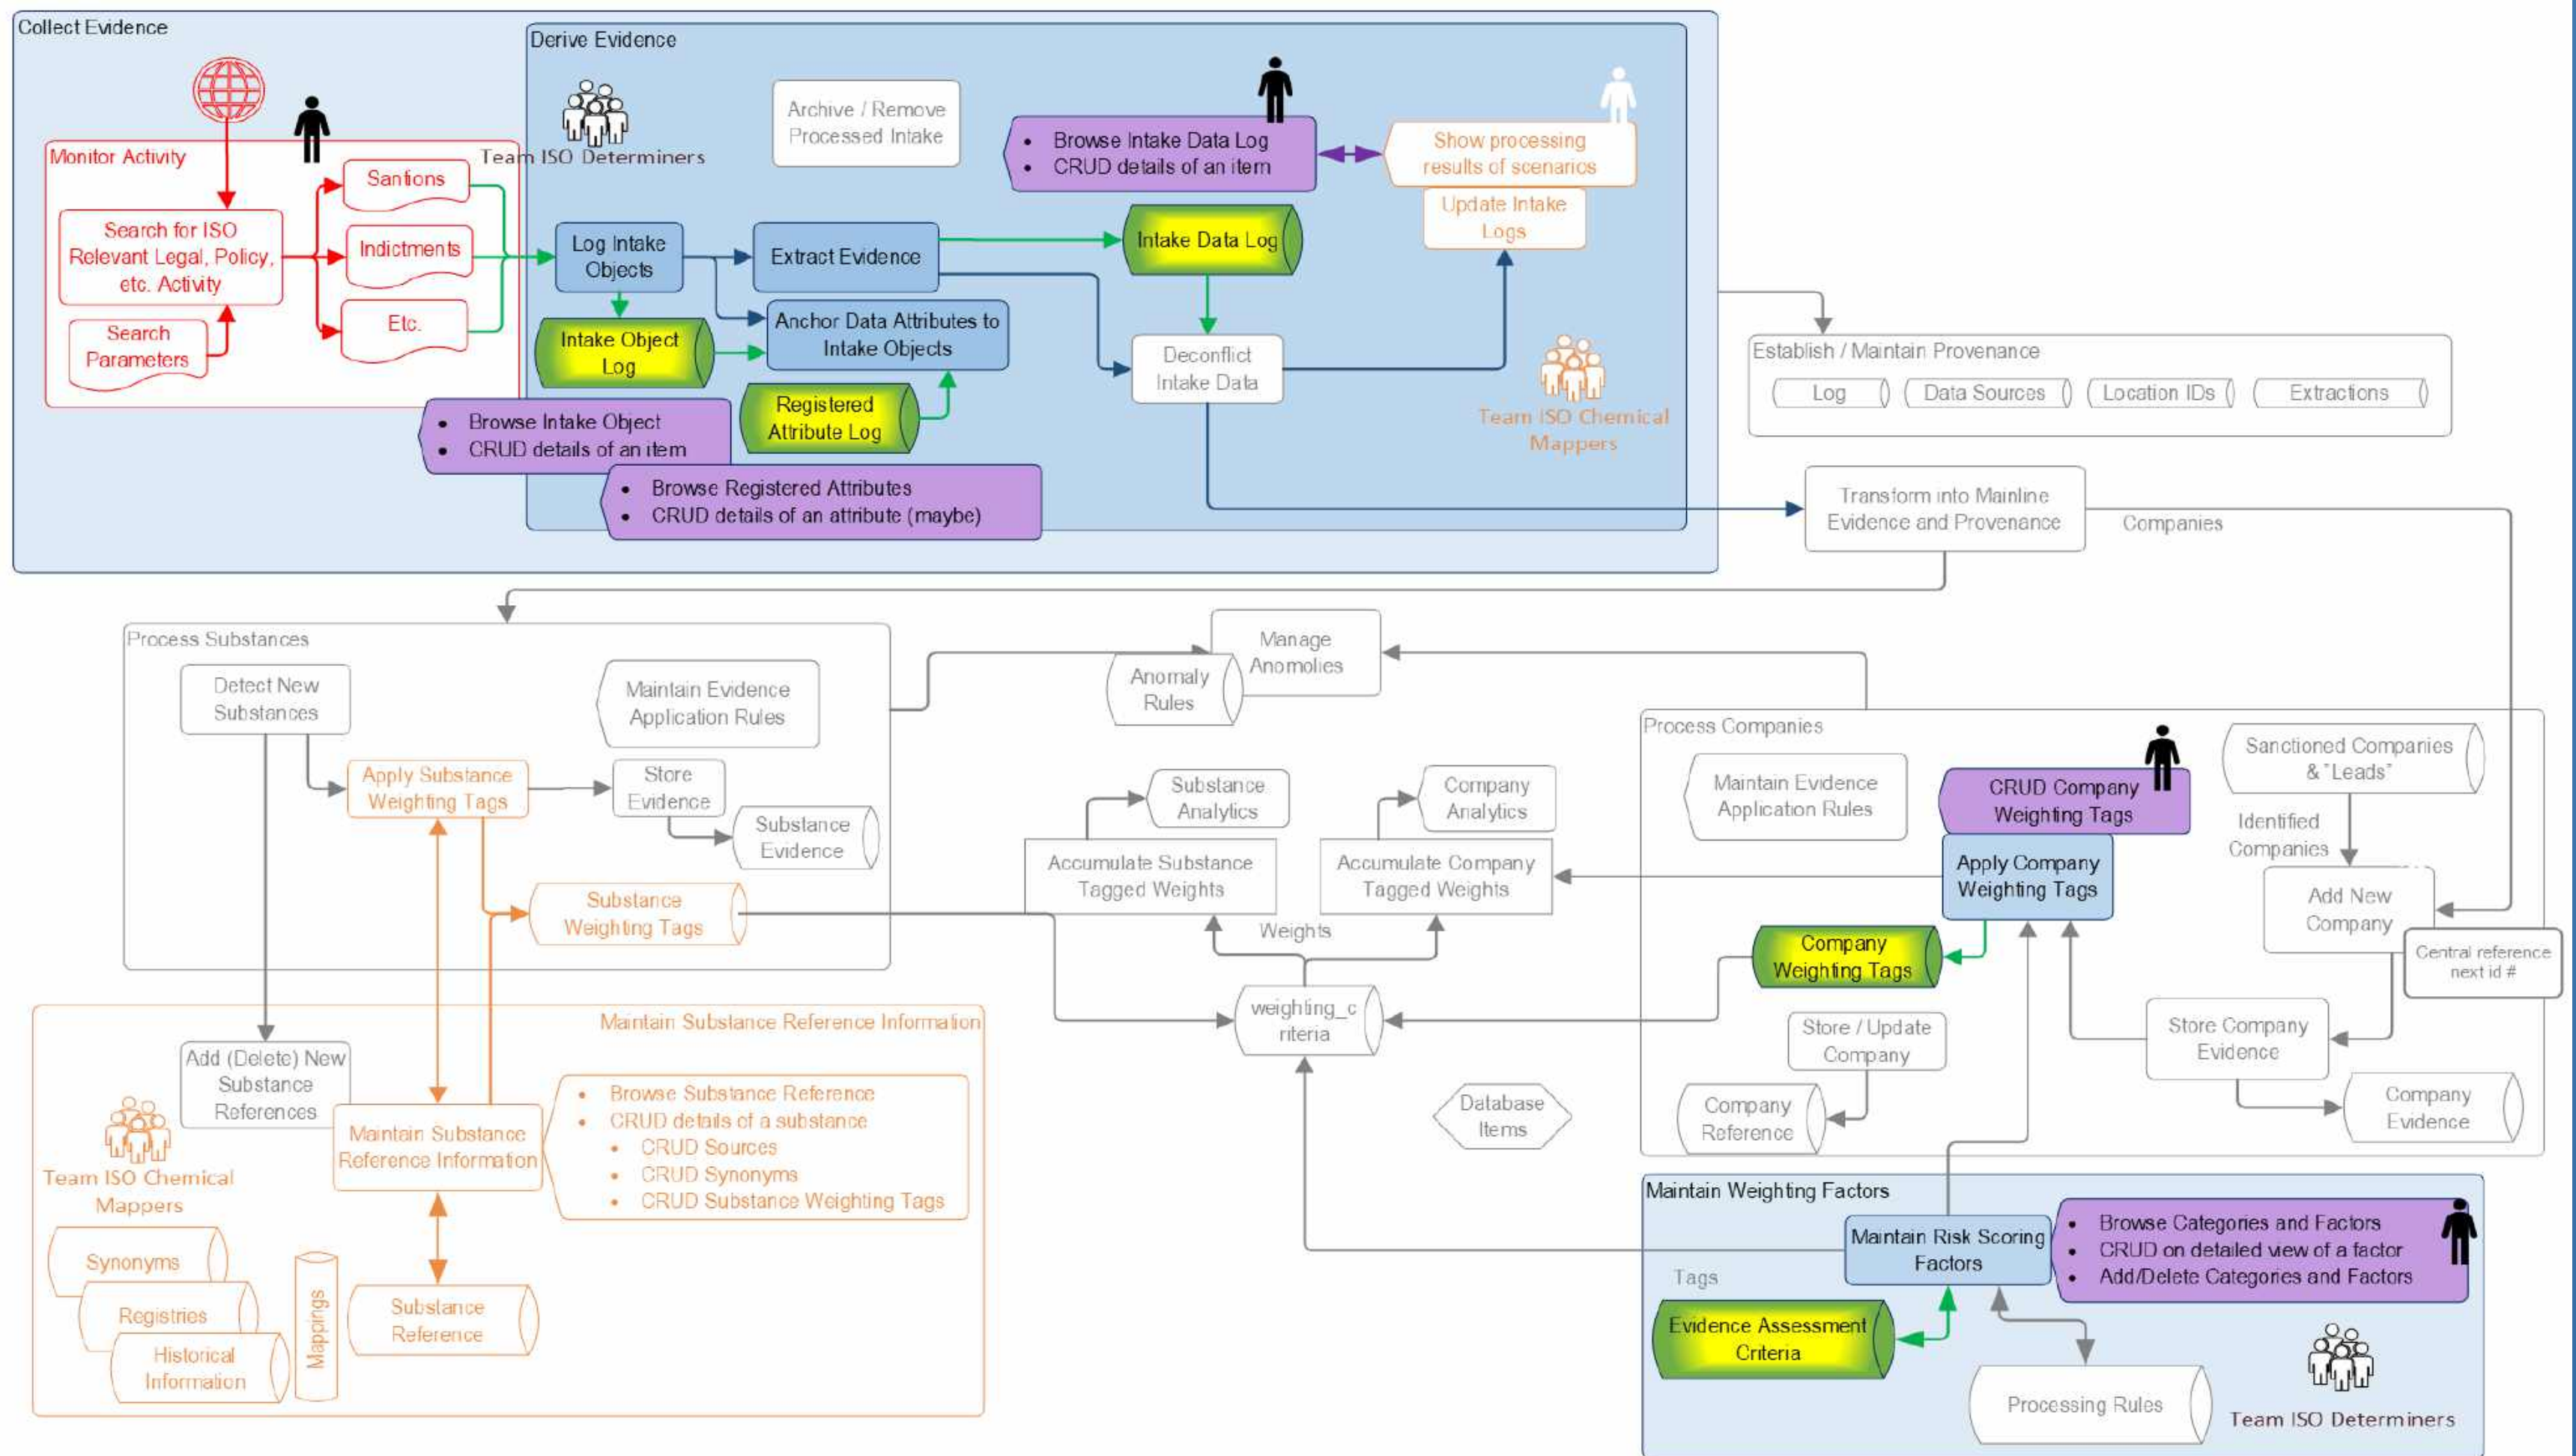 Collect Evidence
Derive Evidence
Monitor Activity
Search for ISO
Relevant Legal, Policy,
etc. Activity
Search
Parameters
Santions
Indictments
Etc.
Team ISO Determiners
Archive / Remove
Processed Intake
• Browse Intake Data Log
• CRUD details of an item
Show processing
results of scenarios
Update Intake
Logs
Log Intake
Objects
Extract Evidence
Intake Data Log
Intake Object
Log
Anchor Data Attributes to
Intake Objects
Registered
Attribute Log
Deconflict
Intake Data
Team ISO Chemical
Mappers
• Browse Intake Object
• CRUD details of an item
• Browse Registered Attributes
• CRUD details of an attribute (maybe)
Establish / Maintain Provenance
Log
Data Sources
Location IDs
Extractions
Transform into Mainline
Evidence and Provenance
Companies
Process Substances
Detect New
Substances
Maintain Evidence
Application Rules
Apply Substance
Weighting Tags
Store
Evidence
Substance
Evidence
Substance
Weighting Tags
Manage
Anomolies
Anomaly
Rules
Substance
Analytics
Company
Analytics
Accumulate Substance
Tagged Weights
Accumulate Company
Tagged Weights
Weights
weighting_c
riteria
Database
Items
Process Companies
Maintain Evidence
Application Rules
CRUD Company
Weighting Tags
Apply Company
Weighting Tags
Company
Weighting Tags
Sanctioned Companies
& "Leads"
Identified
Companies
Add New
Company
Central reference
next id #
Store / Update
Company
Company
Reference
Store Company
Evidence
Company
Evidence
Maintain Substance Reference Information
Add (Delete) New
Substance
References
Team ISO Chemical
Mappers
Maintain Substance
Reference Information
• Browse Substance Reference
• CRUD details of a substance
• CRUD Sources
• CRUD Synonyms
• CRUD Substance Weighting Tags
Synonyms
Registries
Historical
Information
Mappings
Substance
Reference
Maintain Weighting Factors
Maintain Risk Scoring
Factors
• Browse Categories and Factors
• CRUD on detailed view of a factor
• Add/Delete Categories and Factors
Tags
Evidence Assessment
Criteria
Processing Rules
Team ISO Determiners